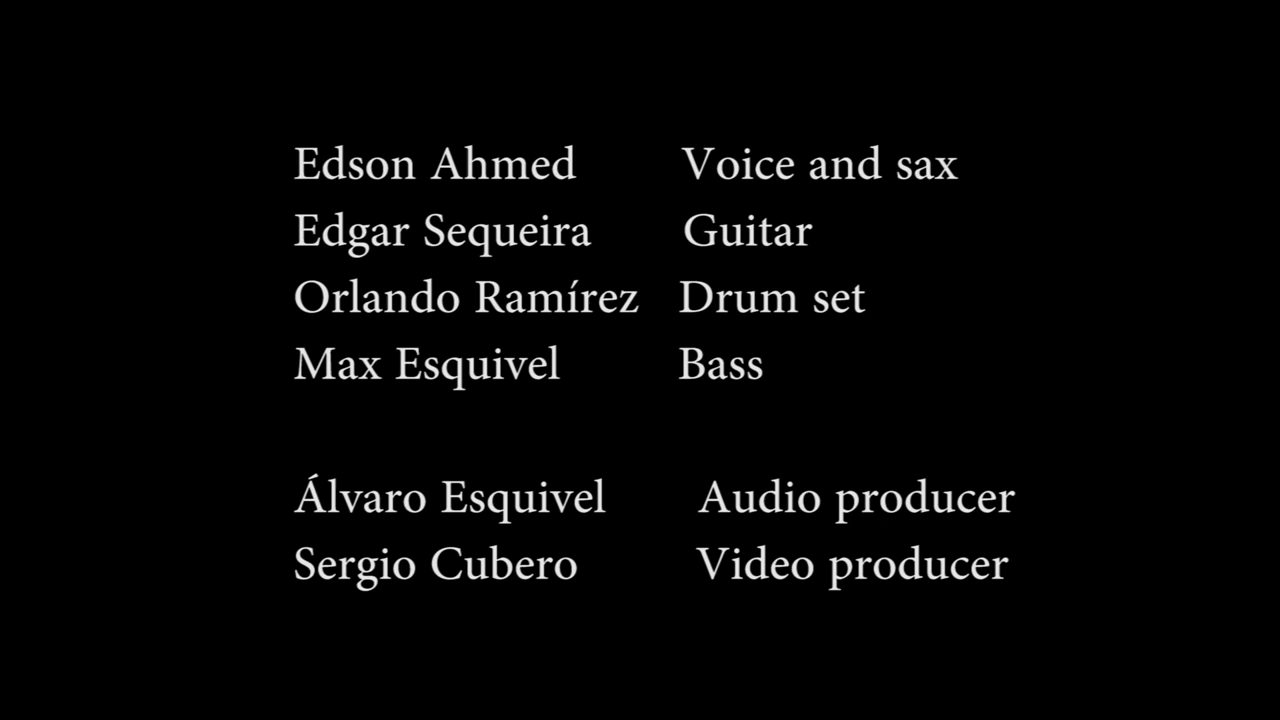 Edson Ahmed Voice and sax
Edgar Sequeira Guitar
Orlando Ramírez Drum set
Max Esquivel Bass
Álvaro Esquivel Audio producer
Sergio Cubero Video producer